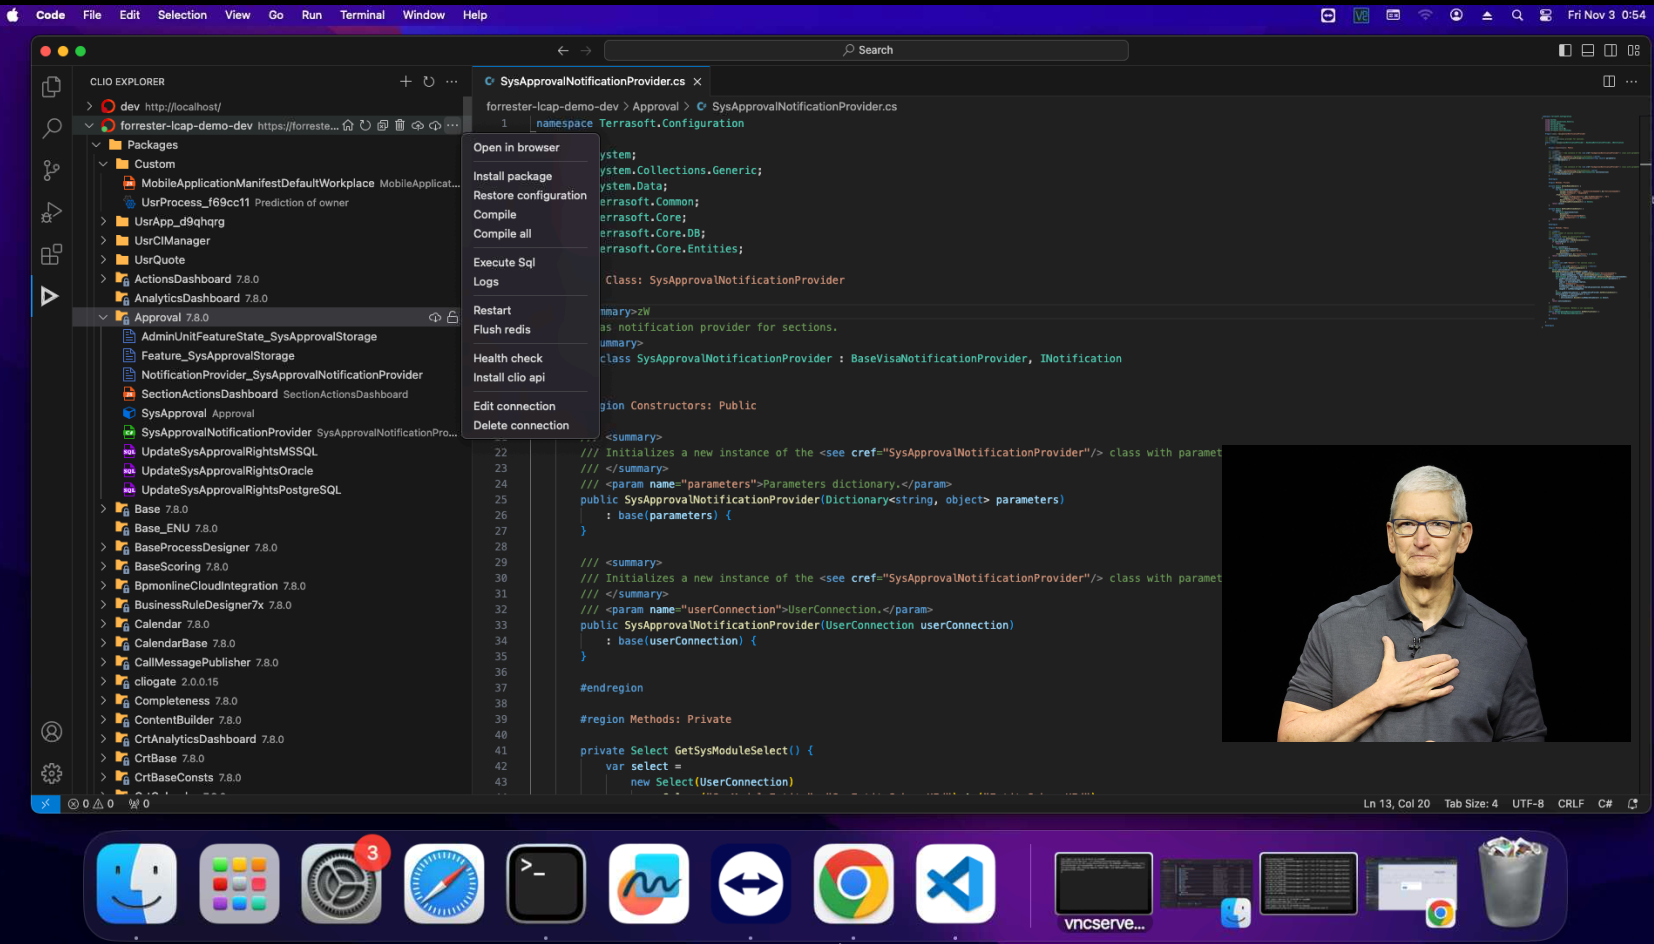 Code File Edit Selection View Go Run Terminal Window Help
Fri Nov 3 0:54
Search
CLIO EXPLORER
dev http://localhost/
forrester-lcap-demo-dev https://forreste...
Packages
Custom
MobileApplicationManifestDefaultWorkplace MobileApplicat...
UsrProcess_f69cc11 Prediction of owner
UsrApp_d9qhqrg
UsrCIManager
UsrQuote
ActionsDashboard 7.8.0
AnalyticsDashboard 7.8.0
Approval 7.8.0
AdminUnitFeatureState_SysApprovalStorage
Feature_SysApprovalStorage
NotificationProvider_SysApprovalNotificationProvider
SectionActionsDashboard SectionActionsDashboard
SysApproval Approval
SysApprovalNotificationProvider SysApprovalNotificationPro...
UpdateSysApprovalRightsMSSQL
UpdateSysApprovalRightsOracle
UpdateSysApprovalRightsPostgreSQL
Base 7.8.0
Base_ENU 7.8.0
BaseProcessDesigner 7.8.0
BaseScoring 7.8.0
BpmonlineCloudIntegration 7.8.0
BusinessRuleDesigner7x 7.8.0
Calendar 7.8.0
CalendarBase 7.8.0
CallMessagePublisher 7.8.0
cliogate 2.0.0.15
Completeness 7.8.0
ContentBuilder 7.8.0
CrtAnalyticsDashboard 7.8.0
CrtBase 7.8.0
CrtBaseConsts 7.8.0
Open in browser
Install package
Restore configuration
Compile
Compile all
Execute Sql
Logs
Restart
Flush redis
Health check
Install clio api
Edit connection
Delete connection
SysApprovalNotificationProvider.cs
forrester-lcap-demo-dev > Approval > SysApprovalNotificationProvider.cs
1 namespace Terrasoft.Configuration
ystem;
ystem.Collections.Generic;
ystem.Data;
errasoft.Common;
errasoft.Core;
errasoft.Core.DB;
errasoft.Core.Entities;
Class: SysApprovalNotificationProvider
mmary>zW
as notification provider for sections.
ummary>
class SysApprovalNotificationProvider : BaseVisaNotificationProvider, INotification
gion Constructors: Public
<summary>
22 /// Initializes a new instance of the <see cref="SysApprovalNotificationProvider"/> class with paramet
23 /// </summary>
24 /// <param name="parameters">Parameters dictionary.</param>
25 public SysApprovalNotificationProvider(Dictionary<string, object> parameters)
26 : base(parameters) {
27 }
28
29 /// <summary>
30 /// Initializes a new instance of the <see cref="SysApprovalNotificationProvider"/> class with paramet
31 /// </summary>
32 /// <param name="userConnection">UserConnection.</param>
33 public SysApprovalNotificationProvider(UserConnection userConnection)
34 : base(userConnection) {
35 }
36
37 #endregion
38
39 #region Methods: Private
40
41 private Select GetSysModuleSelect() {
42 var select =
43 new Select(UserConnection)
0 0 0
Ln 13, Col 20 Tab Size: 4 UTF-8 CRLF C#
3
vncserve...